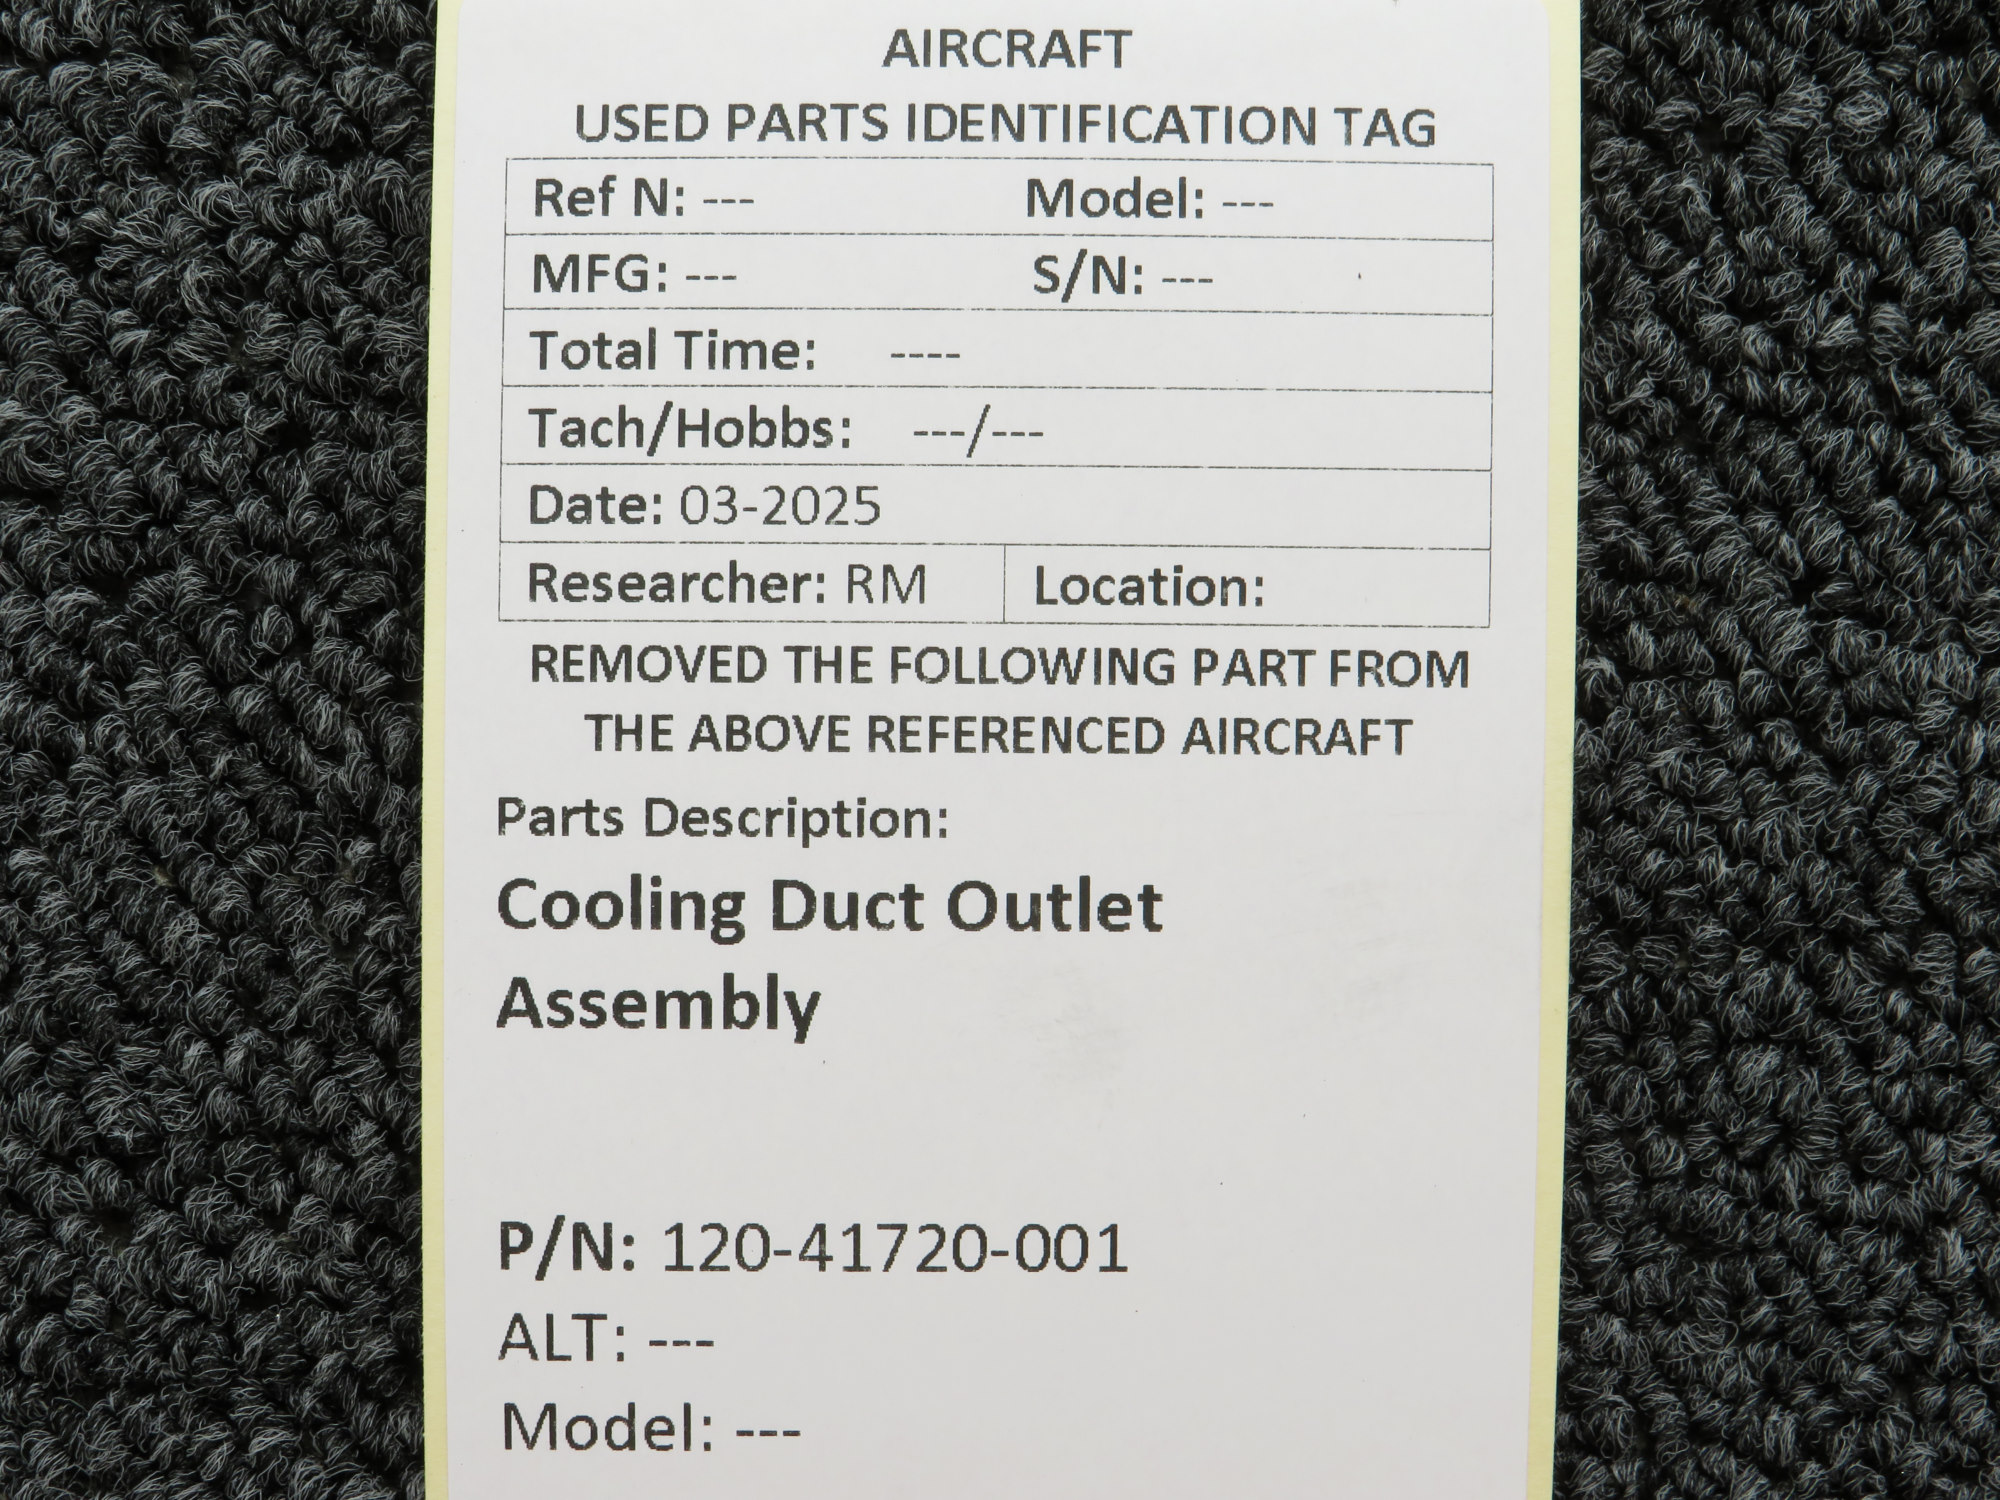 AIRCRAFT
USED PARTS IDENTIFICATION TAG
Ref N: --- Model: ---
MFG: --- S/N: ---
Total Time: ----
Tach/Hobbs: ---/---
Date: 03-2025
Researcher: RM Location:
REMOVED THE FOLLOWING PART FROM
THE ABOVE REFERENCED AIRCRAFT
Parts Description:
Cooling Duct Outlet
Assembly
P/N: 120-41720-001
ALT: ---
Model: ---